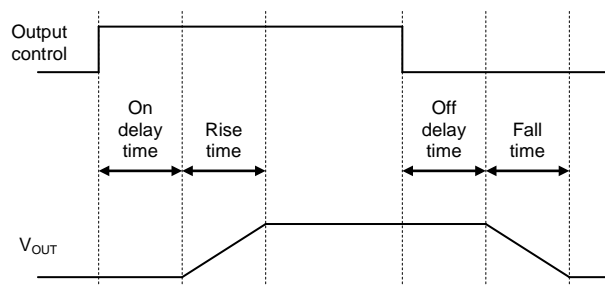 Output
control
On
delay
time
Rise
time
Off
delay
time
Fall
time
VOUT